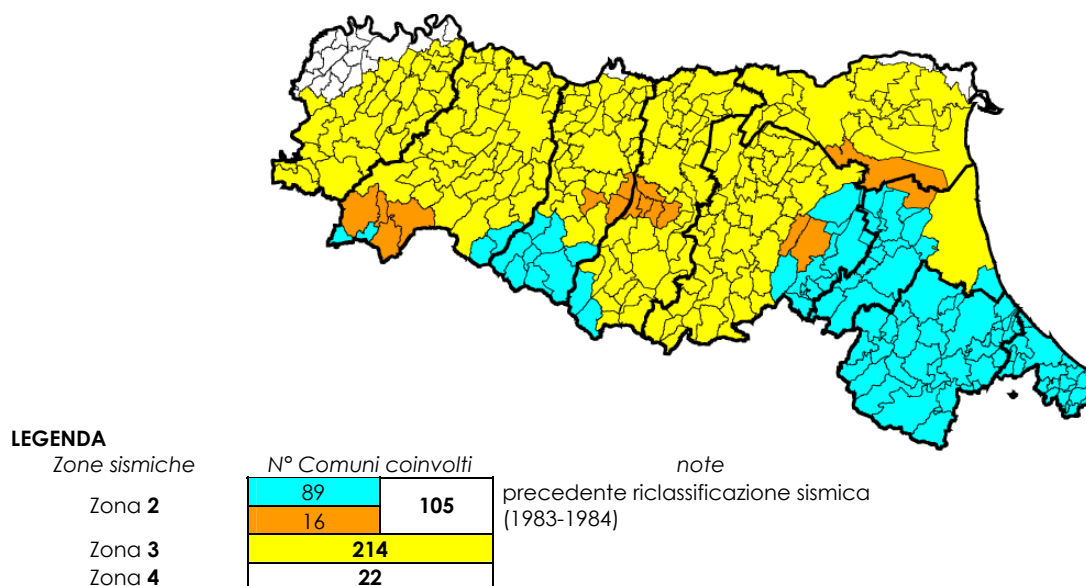 LEGENDA
Zone sismiche N° Comuni coinvolti note
Zona 2 89 105 precedente riclassificazione sismica
16 (1983-1984)
Zona 3 214
Zona 4 22